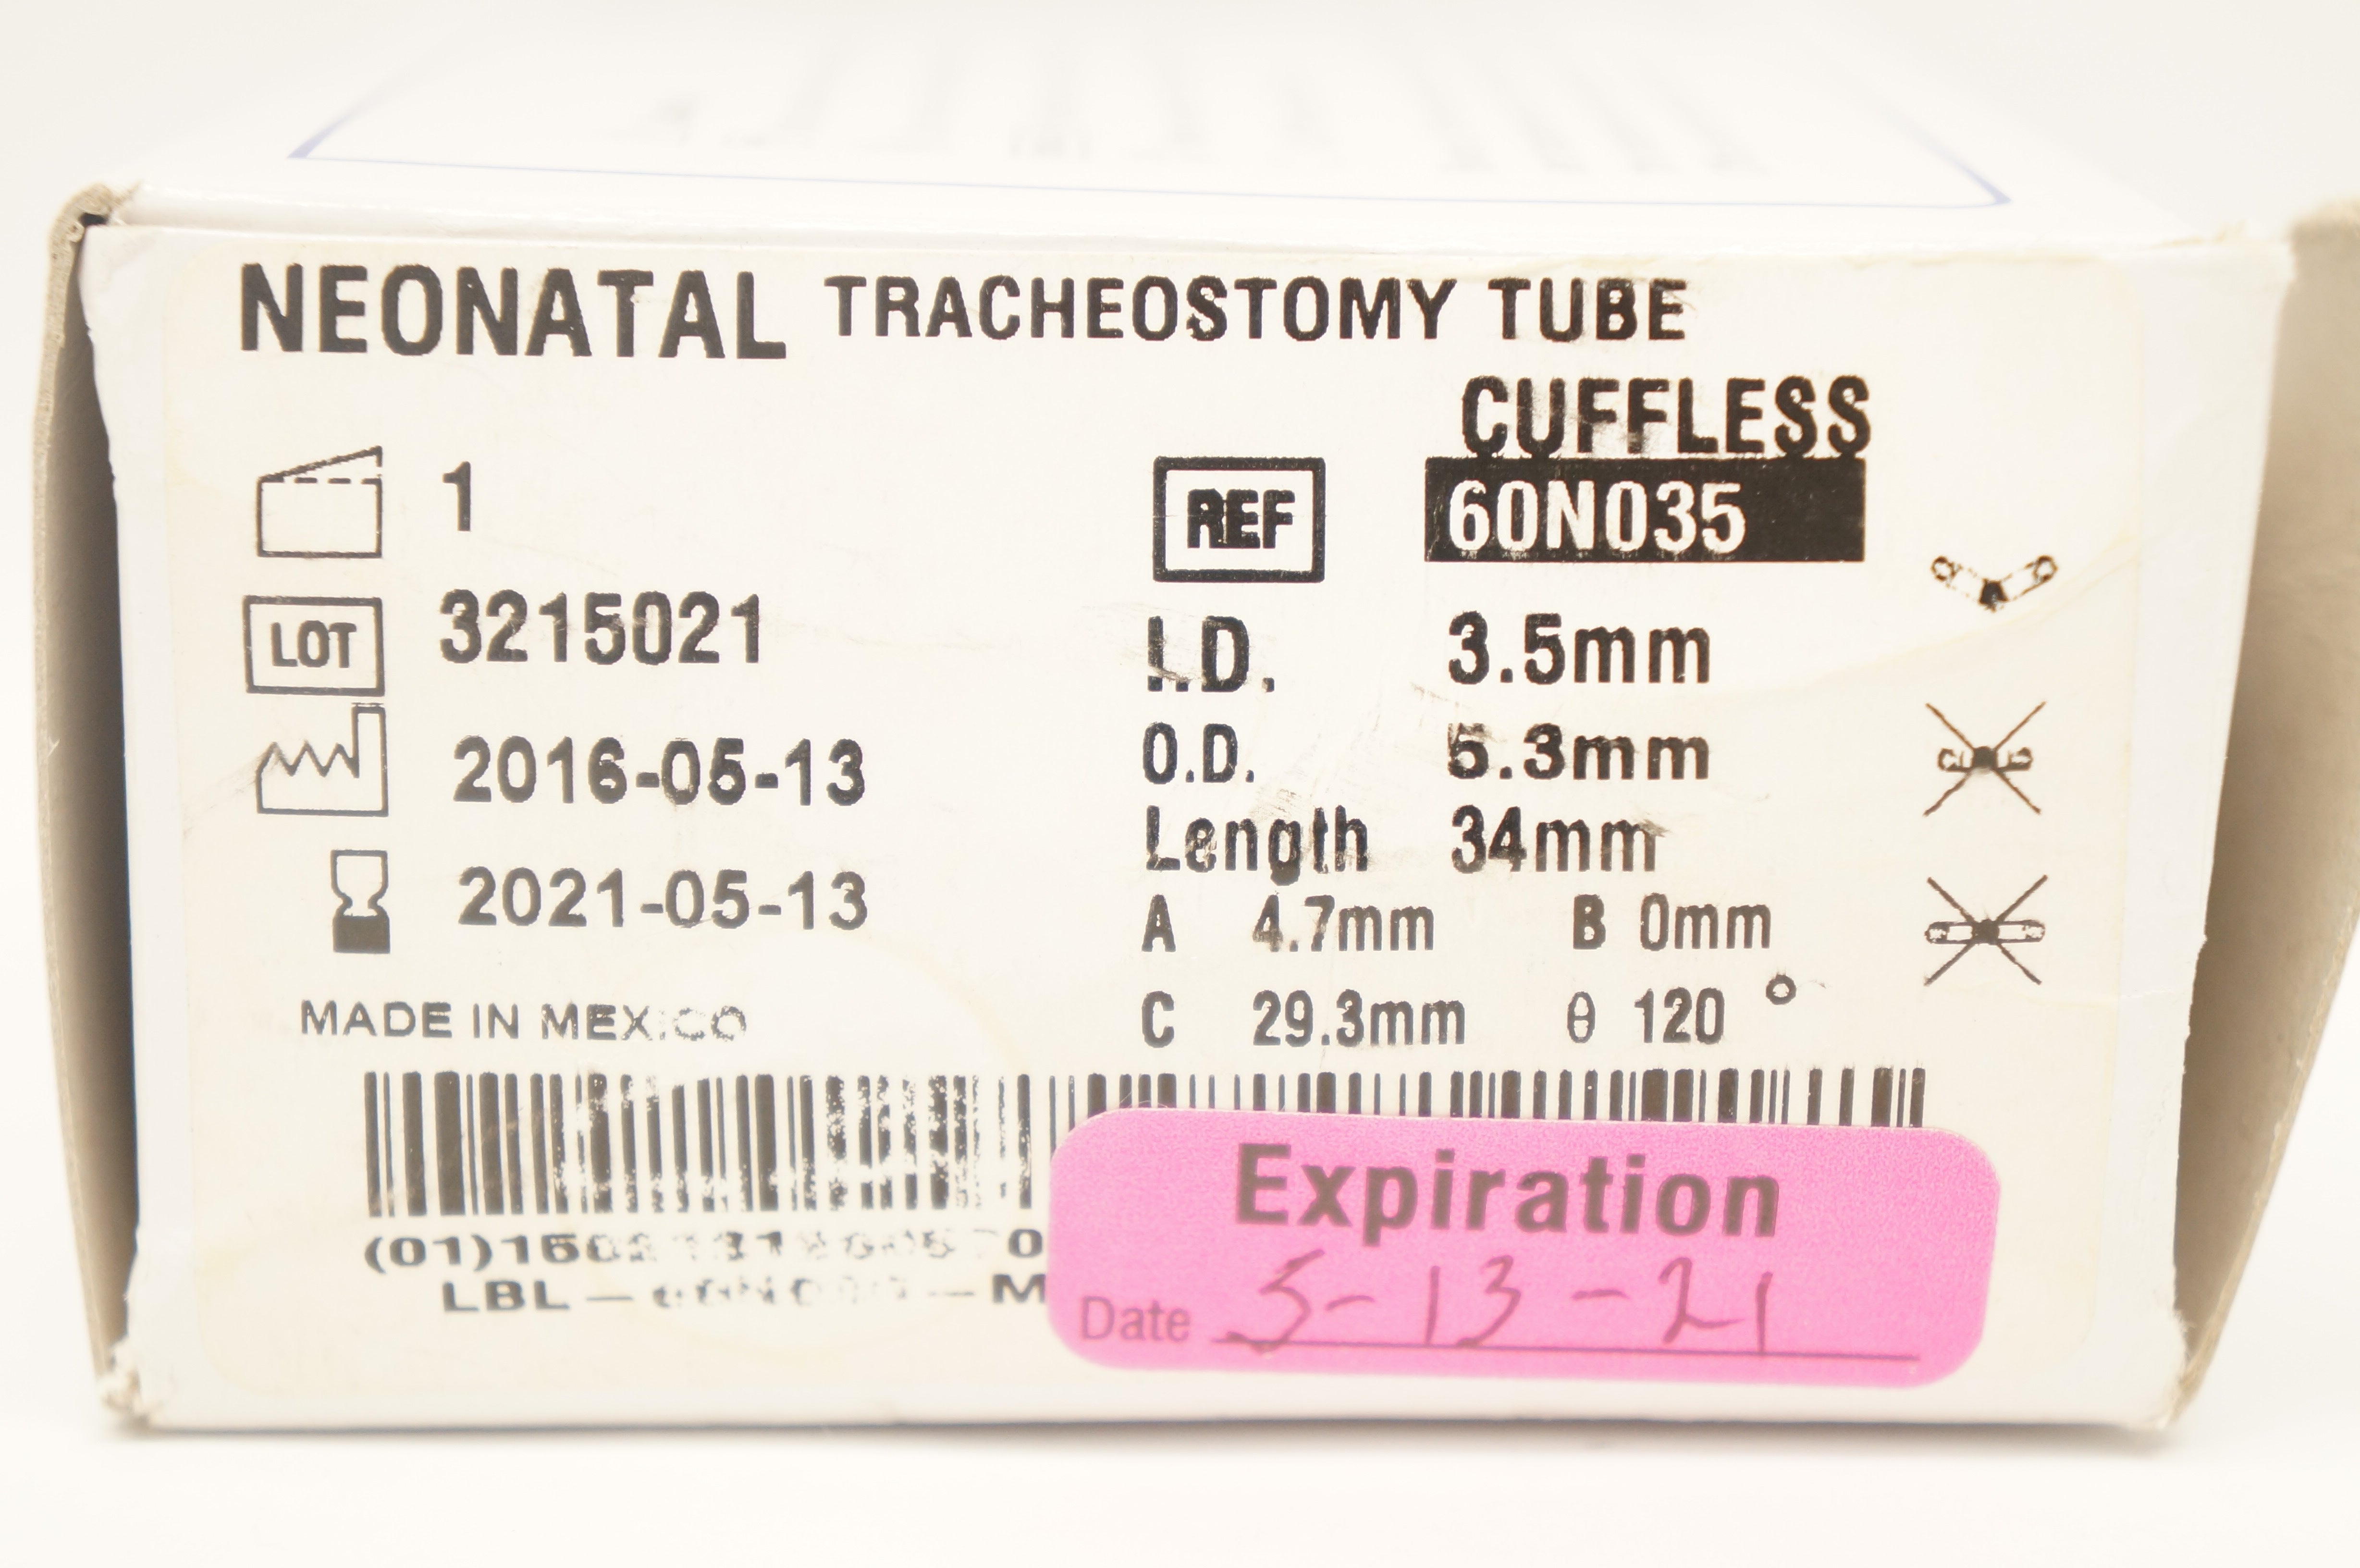 NEONATAL TRACHEOSTOMY TUBE
CUFFLESS
1
REF 60N035
LOT 3215021
I.D. 3.5mm
2016-05-13
O.D. 5.3mm
Length 34mm
2021-05-13
A 4.7mm B 0mm
MADE IN MEXICO
C 29.3mm θ 120 °
Expiration
LBL
Date 5-13-21